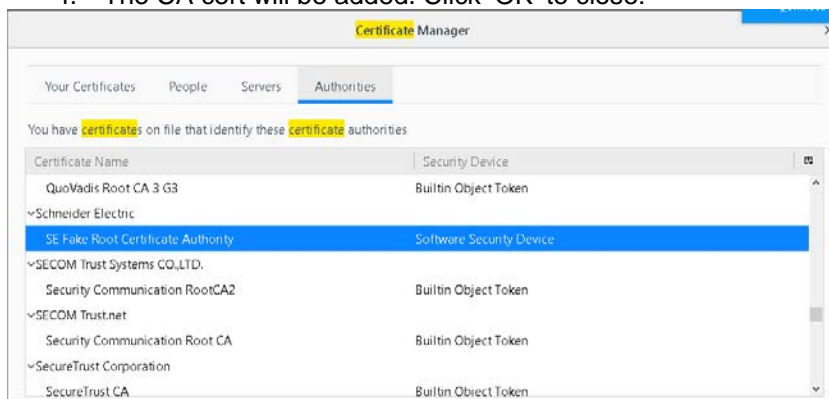 The CA cert will be added. Click 'OK' to close.
Certificate Manager
Your Certificates People Servers Authorities
You have certificates on file that identify these certificate authorities
Certificate Name Security Device
QuoVadis Root CA 3 G3 Builtin Object Token
Schneider Electric
SE Fake Root Certificate Authority Software Security Device
SECOM Trust Systems CO.,LTD.
Security Communication RootCA2 Builtin Object Token
SECOM Trust.net
Security Communication Root CA Builtin Object Token
SecureTrust Corporation
SecureTrust CA Builtin Object Token